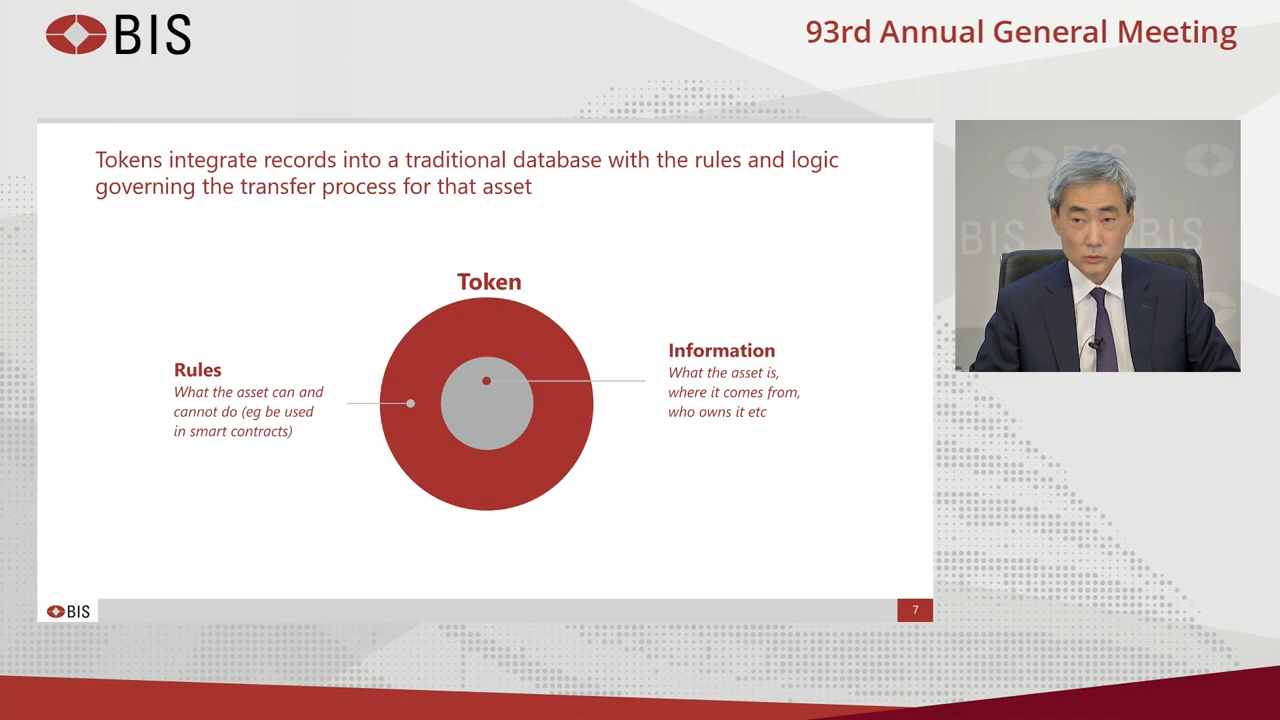 BIS
93rd Annual General Meeting
Tokens integrate records into a traditional database with the rules and logic
governing the transfer process for that asset
Token
Rules
What the asset can and
cannot do (eg be used
in smart contracts)
Information
What the asset is,
where it comes from,
who owns it etc
BIS
BIS
BIS
7